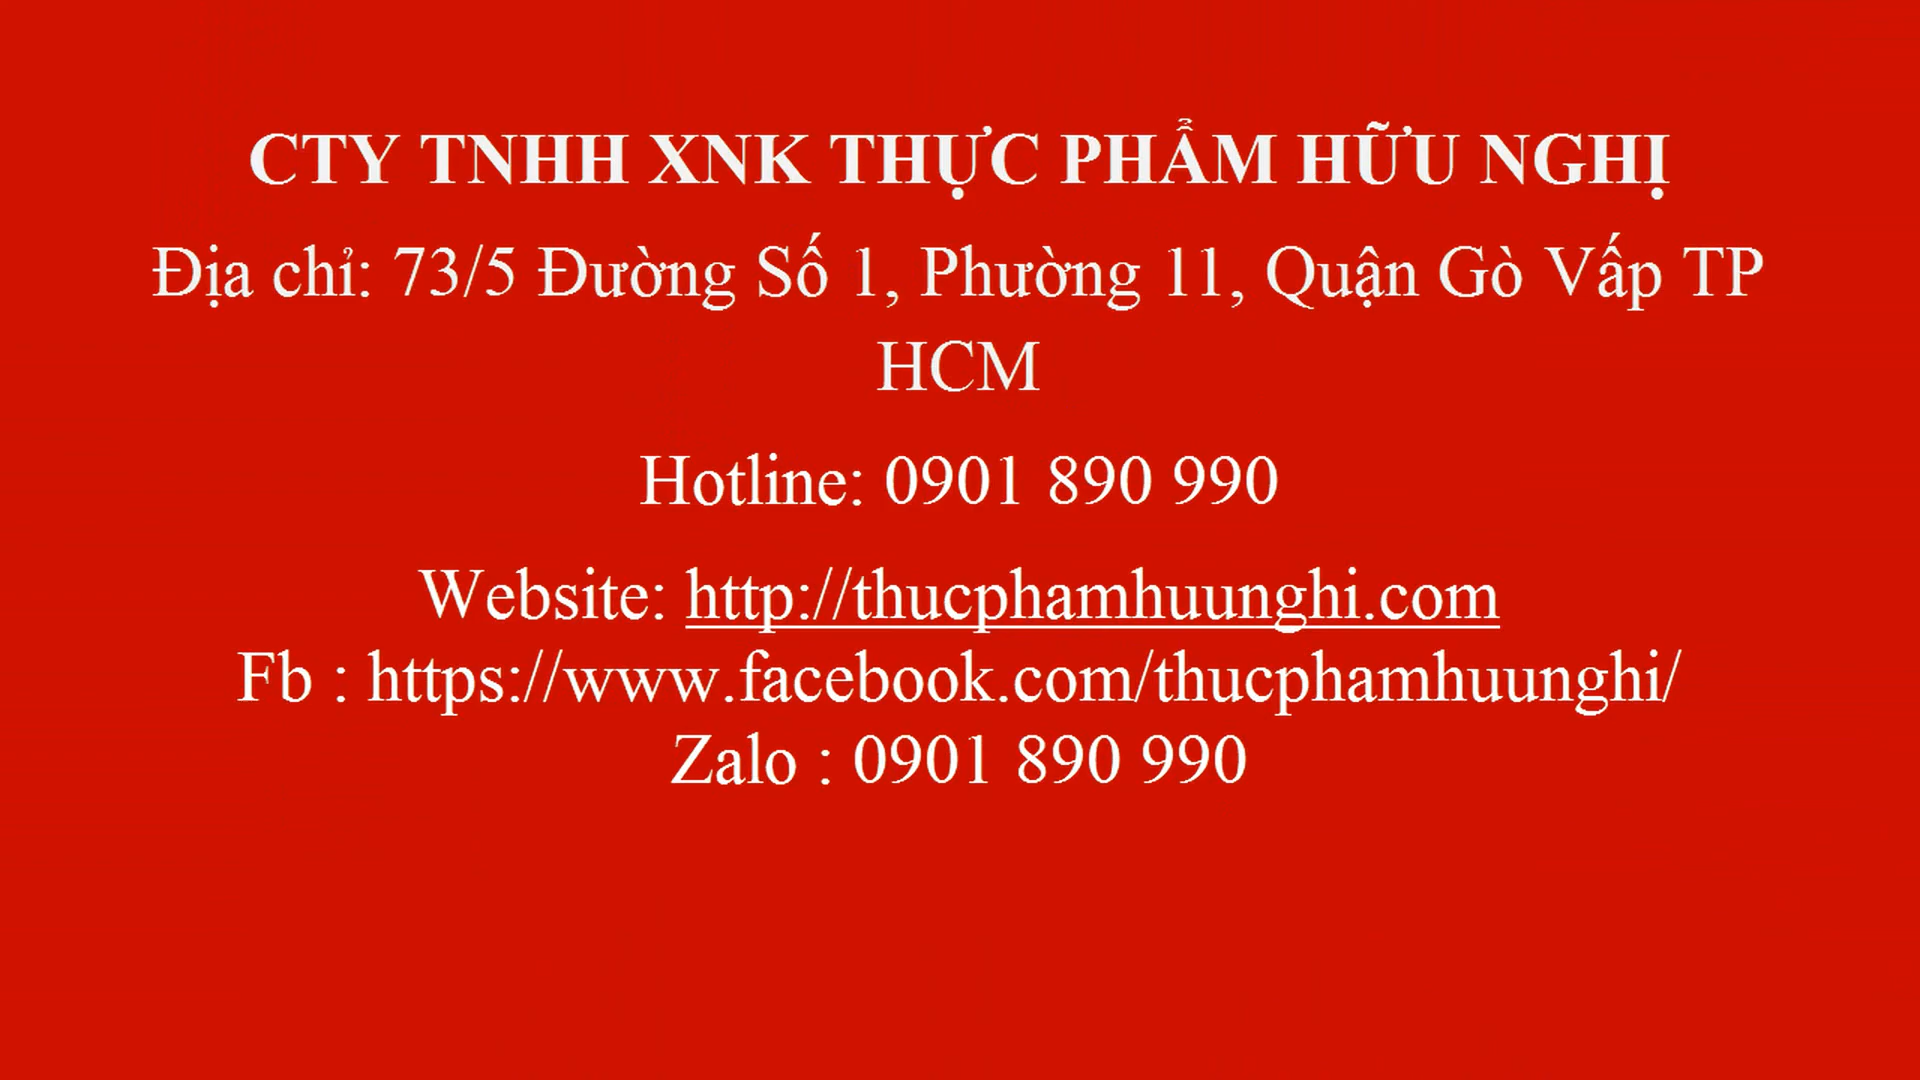 CTY TNHH XNK THỰC PHẨM HỮU NGHỊ
Địa chỉ: 73/5 Đường Số 1, Phường 11, Quận Gò Vấp TP
HCM
Hotline: 0901 890 990
Website: http://thucphamhuunghi.com
Fb : https://www.facebook.com/thucphamhuunghi/
Zalo : 0901 890 990